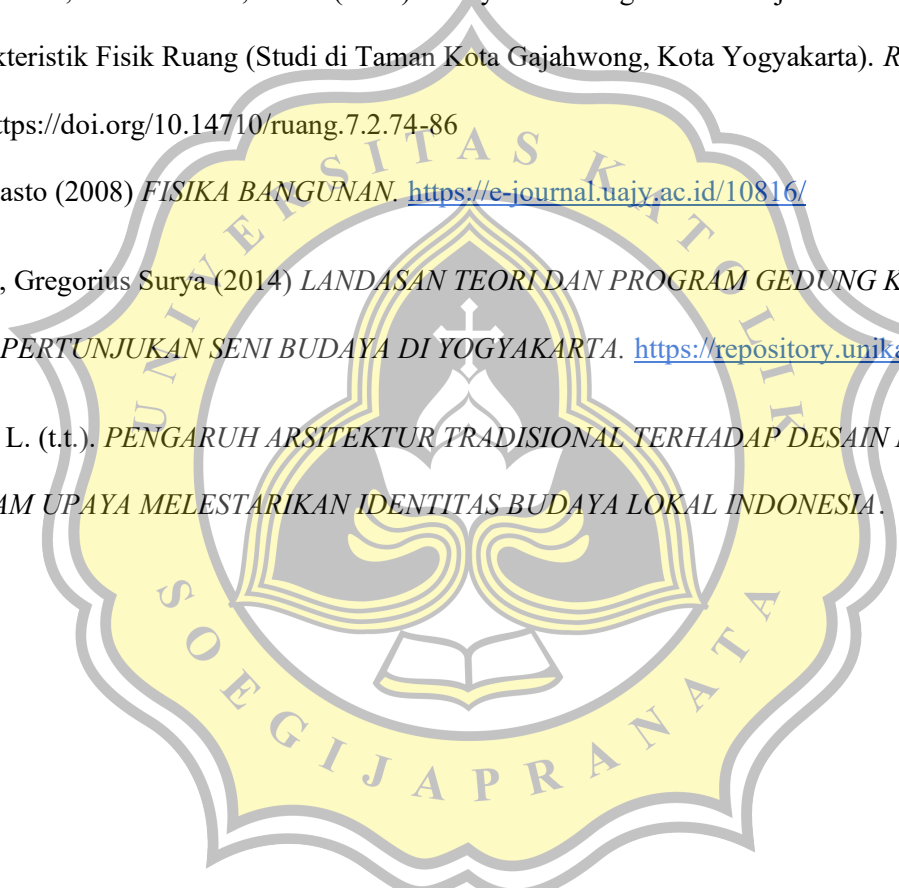 kteristik Fisik Ruang (Studi di Taman Kota Gajahwong, Kota Yogyakarta). R
ttps://doi.org/10.14710/ruang.7.2.74-86
asto (2008) FISIKA BANGUNAN. https://e-journal.uajy.ac.id/10816/
, Gregorius Surya (2014) LANDASAN TEORI DAN PROGRAM GEDUNG K
PERTUNJUKAN SENI BUDAYA DI YOGYAKARTA. https://repository.unika
L. (t.t.). PENGARUH ARSITEKTUR TRADISIONAL TERHADAP DESAIN
AM UPAYA MELESTARIKAN IDENTITAS BUDAYA LOKAL INDONESIA.
UNIVERSITAS KATOLIK
SOEGIJAPRANATA